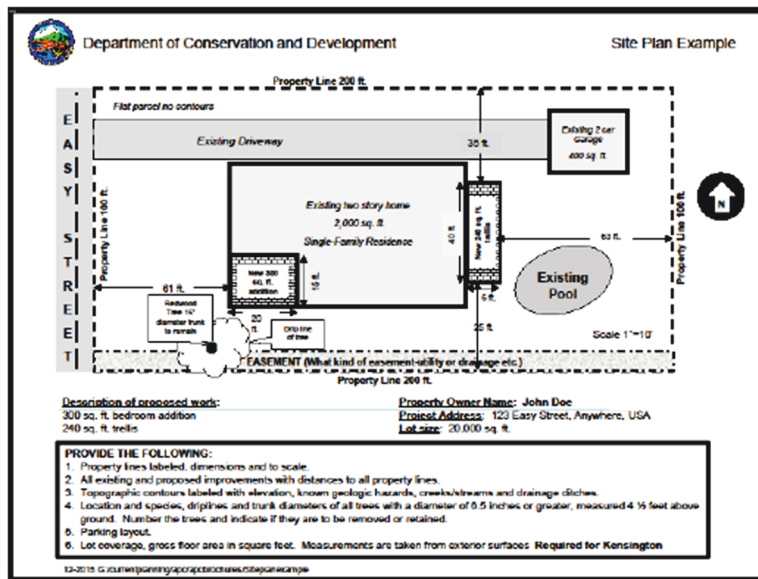 Department of Conservation and Development
Site Plan Example
Property Line 200 ft.
Flat parcel no contours
EASY STREET
Existing Driveway
35 ft.
Existing 2 car
Garage
400 sq. ft.
N
Property Line 100 ft.
Existing two story home
2,000 sq. ft.
Single-Family Residence
40 ft.
New 240 sq. ft.
trellis
63 ft.
Property Line 100 ft.
61 ft.
New 300
sq. ft.
addition
15 ft.
6 ft.
Existing
Pool
Redwood
Tree 15"
diameter trunk
to remain
20
ft.
Drip line
of tree
25 ft.
Scale 1"=10'
EASEMENT (What kind of easement-utility or drainage etc.)
Property Line 200 ft.
Description of proposed work:
300 sq. ft. bedroom addition
240 sq. ft. trellis
Property Owner Name: John Doe
Project Address: 123 Easy Street, Anywhere, USA
Lot size: 20,000 sq. ft.
PROVIDE THE FOLLOWING:
1. Property lines labeled, dimensions and to scale.
2. All existing and proposed improvements with distances to all property lines.
3. Topographic contours labeled with elevation, known geologic hazards, creeks/streams and drainage ditches.
4. Location and species, driplines and trunk diameters of all trees with a diameter of 6.5 inches or greater, measured 4 ½ feet above
ground. Number the trees and indicate if they are to be removed or retained.
5. Parking layout.
6. Lot coverage, gross floor area in square feet. Measurements are taken from exterior surfaces Required for Kensington